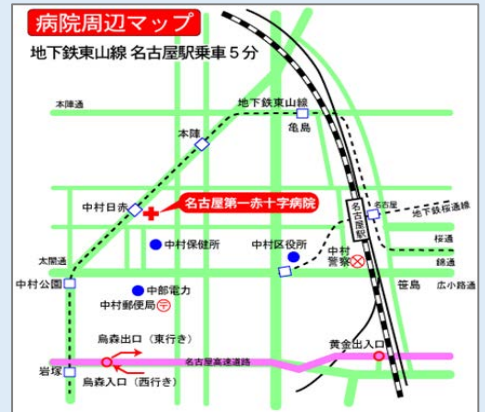 病院周辺マップ
地下鉄東山線 名古屋駅乗車5分
本陣通
地下鉄東山線
亀島
本陣
中村日赤
名古屋第一赤十字病院
名古屋
名古屋駅
地下鉄桜通線
中村保健所
中村区役所
中村
警察
桜通
錦通
太閤通
中村公園
中部電力
中村郵便局
笹島
広小路通
烏森出口(東行き)
黄金出入口
名古屋高速道路
岩塚
烏森入口(西行き)